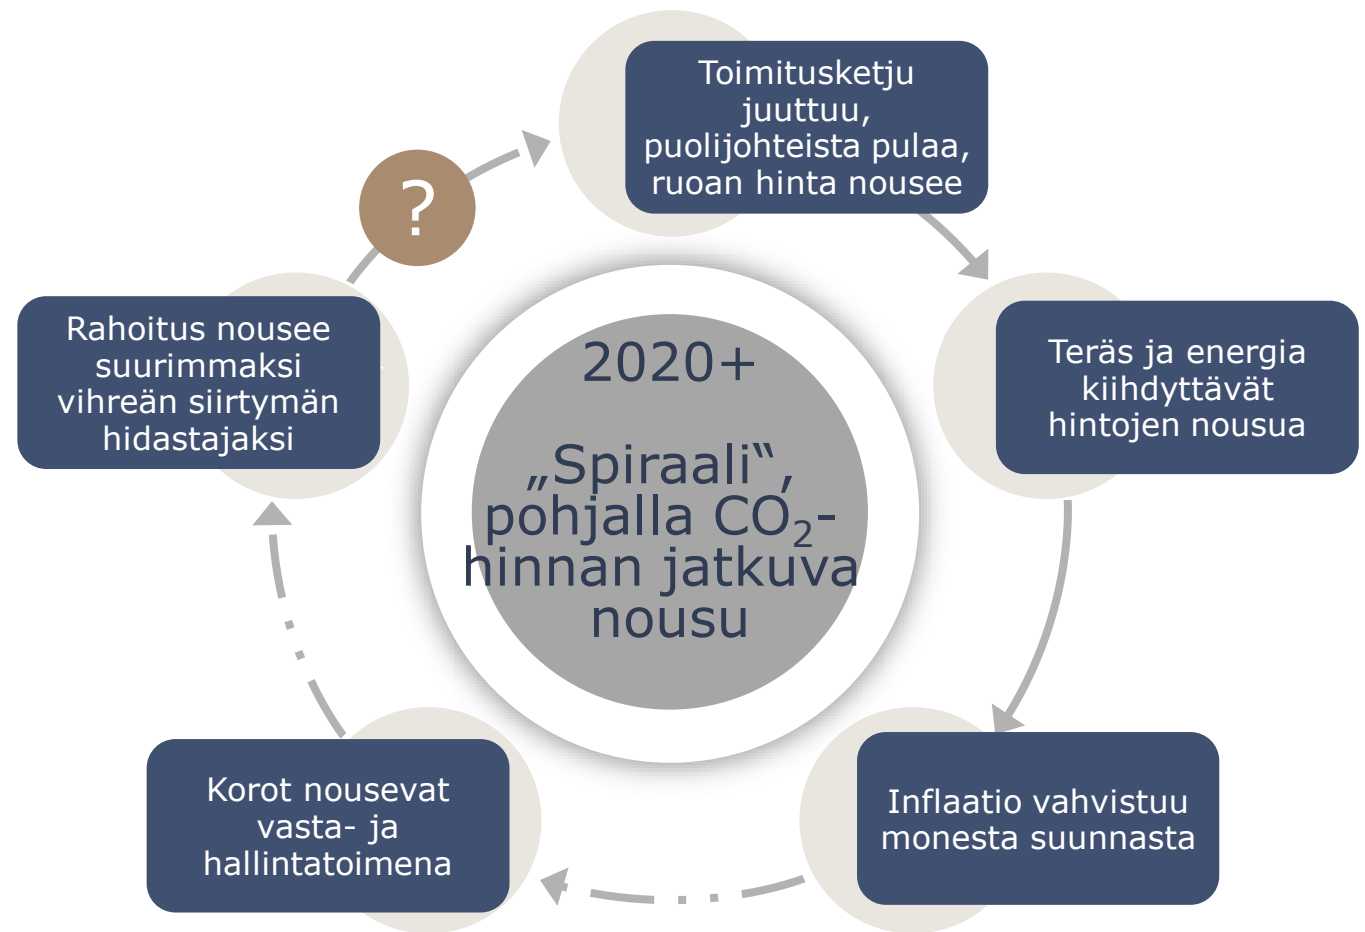 Toimitusketju
juuttuu,
puolijohteista pulaa,
ruoan hinta nousee
?
Rahoitus nousee
suurimmaksi
vihreän siirtymän
hidastajaksi
Teräs ja energia
kiihdyttävät
hintojen nousua
2020+
„Spiraali“,
pohjalla CO₂-
hinnan jatkuva
nousu
Korot nousevat
vasta- ja
hallintatoimena
Inflaatio vahvistuu
monesta suunnasta